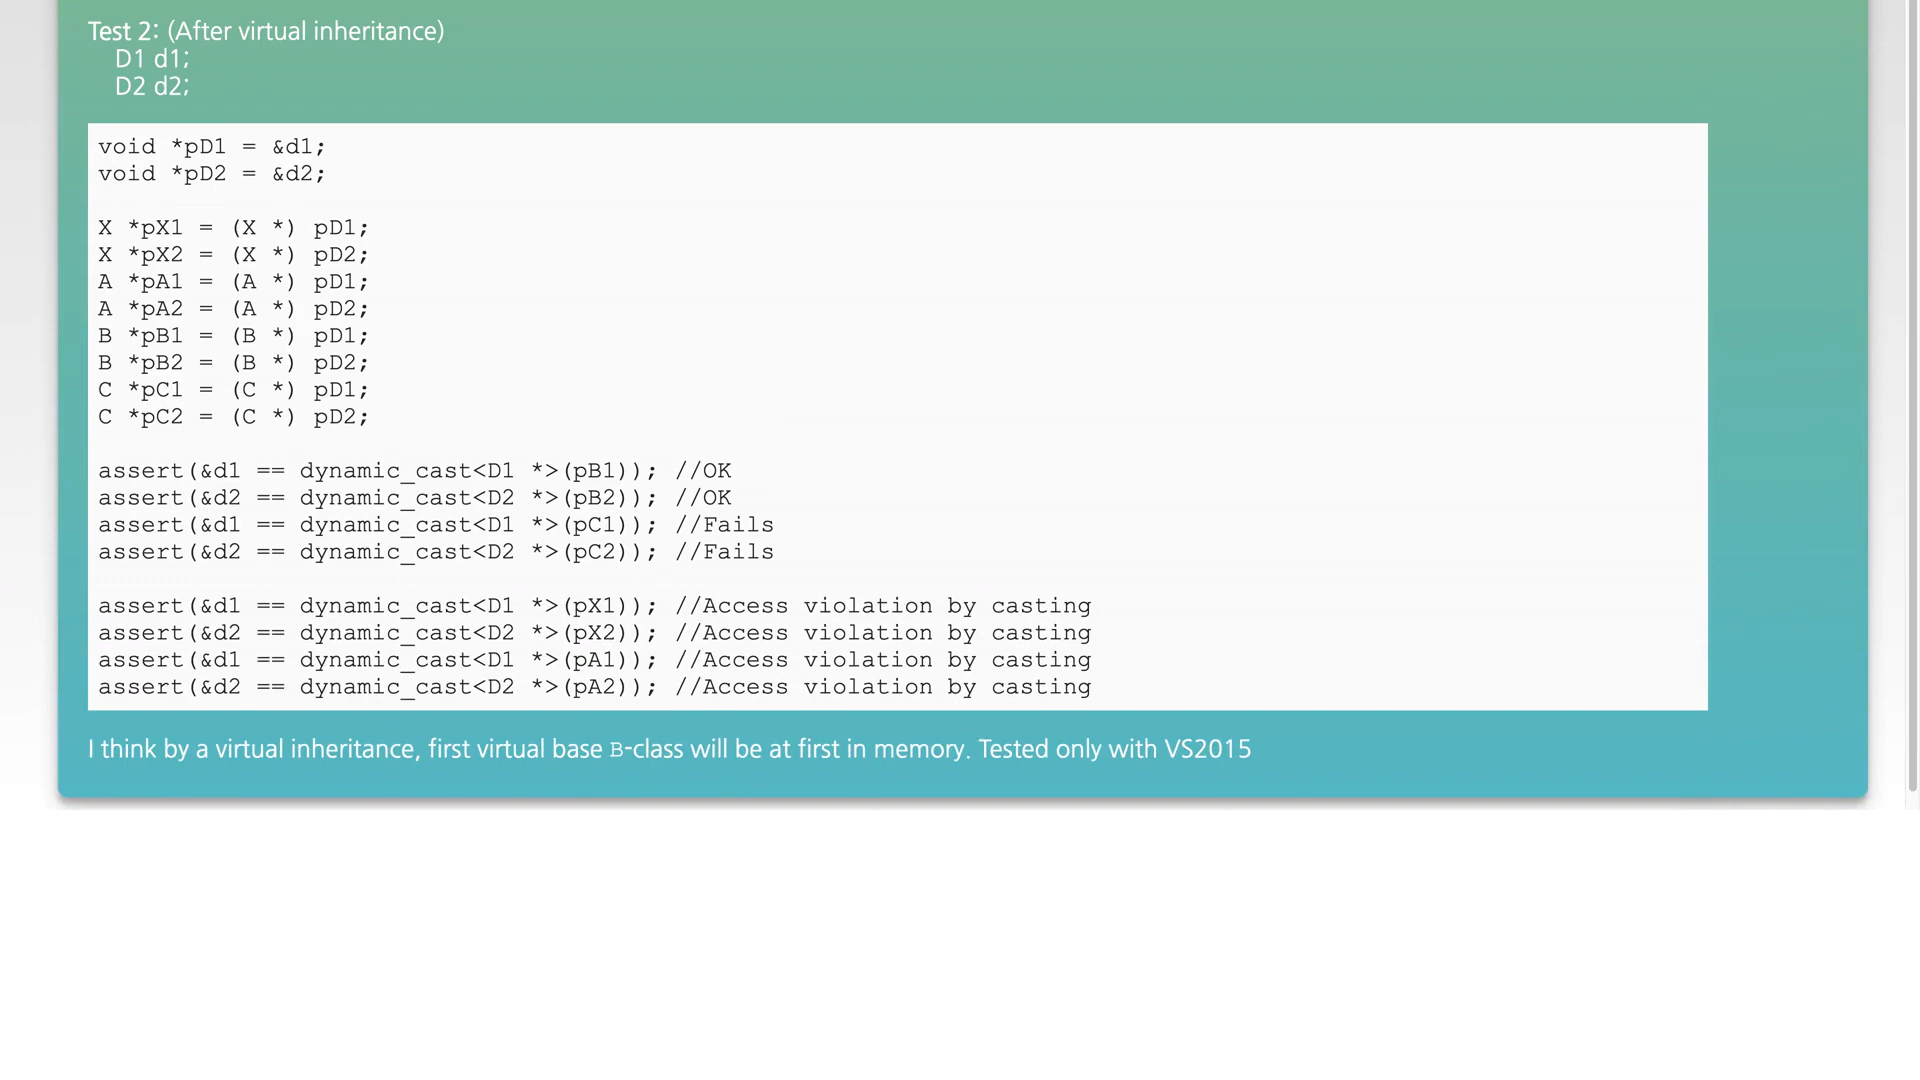 Test 2: (After virtual inheritance)
D1 d1;
D2 d2;
void *pD1 = &d1;
void *pD2 = &d2;
X *pX1 = (X *) pD1;
X *pX2 = (X *) pD2;
A *pA1 = (A *) pD1;
A *pA2 = (A *) pD2;
B *pB1 = (B *) pD1;
B *pB2 = (B *) pD2;
C *pC1 = (C *) pD1;
C *pC2 = (C *) pD2;
assert(&d1 == dynamic_cast<D1 *>(pB1)); //OK
assert(&d2 == dynamic_cast<D2 *>(pB2)); //OK
assert(&d1 == dynamic_cast<D1 *>(pC1)); //Fails
assert(&d2 == dynamic_cast<D2 *>(pC2)); //Fails
assert(&d1 == dynamic_cast<D1 *>(pX1)); //Access violation by casting
assert(&d2 == dynamic_cast<D2 *>(pX2)); //Access violation by casting
assert(&d1 == dynamic_cast<D1 *>(pA1)); //Access violation by casting
assert(&d2 == dynamic_cast<D2 *>(pA2)); //Access violation by casting
I think by a virtual inheritance, first virtual base B-class will be at first in memory. Tested only with VS2015